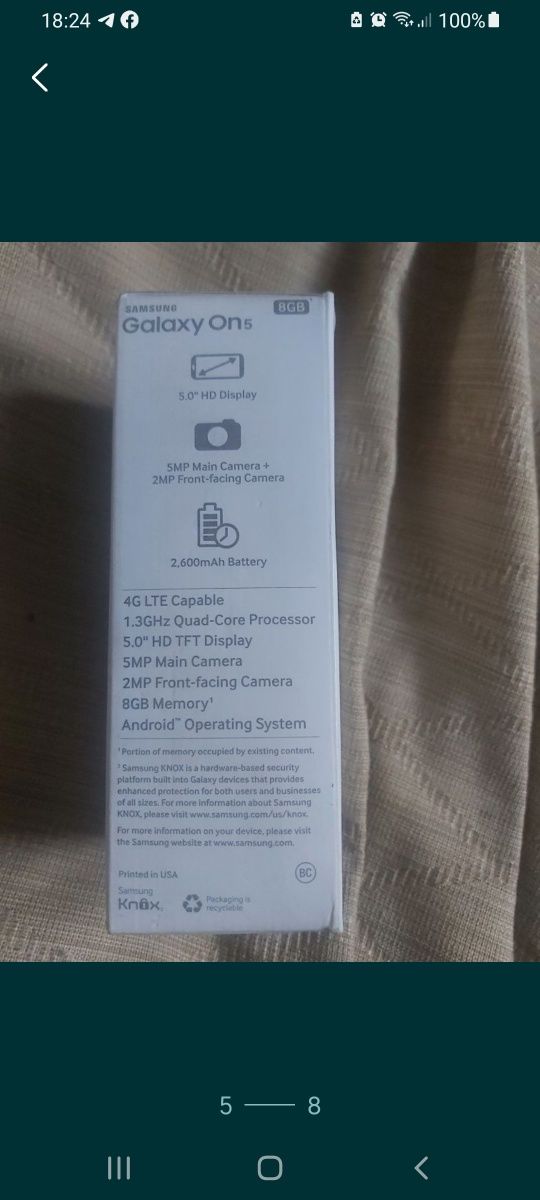 18:24
100%
SAMSUNG
8GB
Galaxy On5
5.0" HD Display
5MP Main Camera +
2MP Front-facing Camera
2,600mAh Battery
4G LTE Capable
1.3GHz Quad-Core Processor
5.0" HD TFT Display
5MP Main Camera
2MP Front-facing Camera
8GB Memory¹
Android™ Operating System
¹ Portion of memory occupied by existing content.
² Samsung KNOX is a hardware-based security
platform built into Galaxy devices that provides
enhanced protection for both users and businesses
of all sizes. For more information about Samsung
KNOX, please visit www.samsung.com/us/knox.
For more information on your device, please visit
the Samsung website at www.samsung.com.
Printed in USA
BC
Samsung
Knox.
Packaging is
recyclable
5 — 8